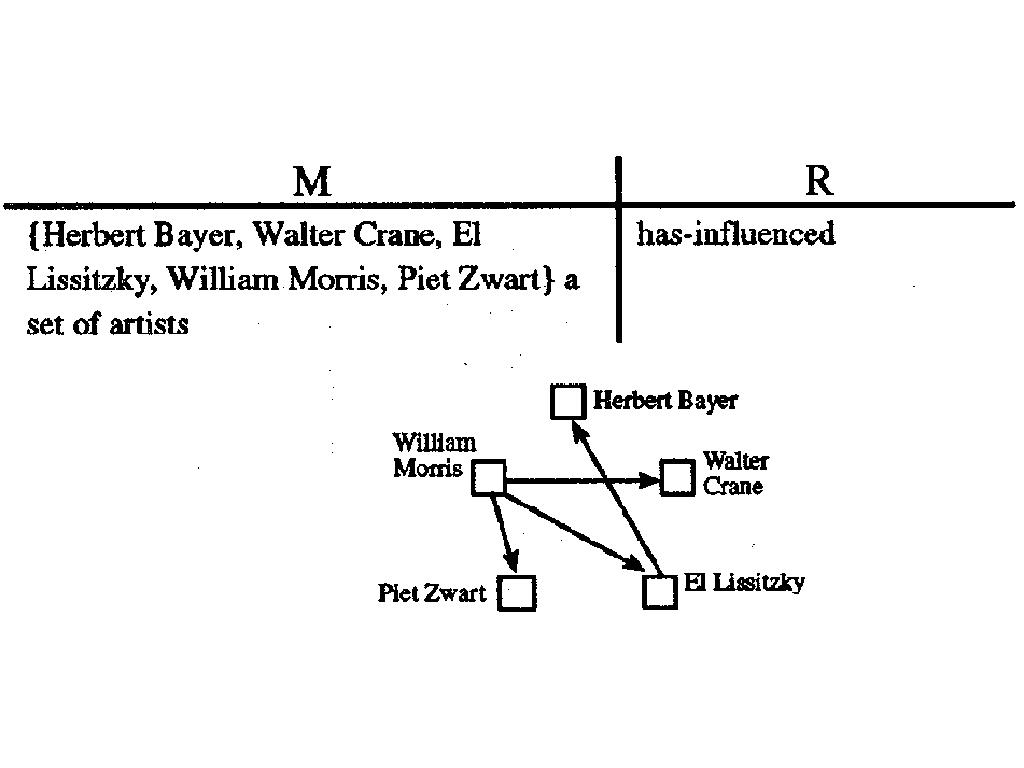 M
R
{Herbert Bayer, Walter Crane, El
Lissitzky, William Morris, Piet Zwart} a
set of artists
has-influenced
Herbert Bayer
William
Morris
Walter
Crane
Piet Zwart
El Lissitzky